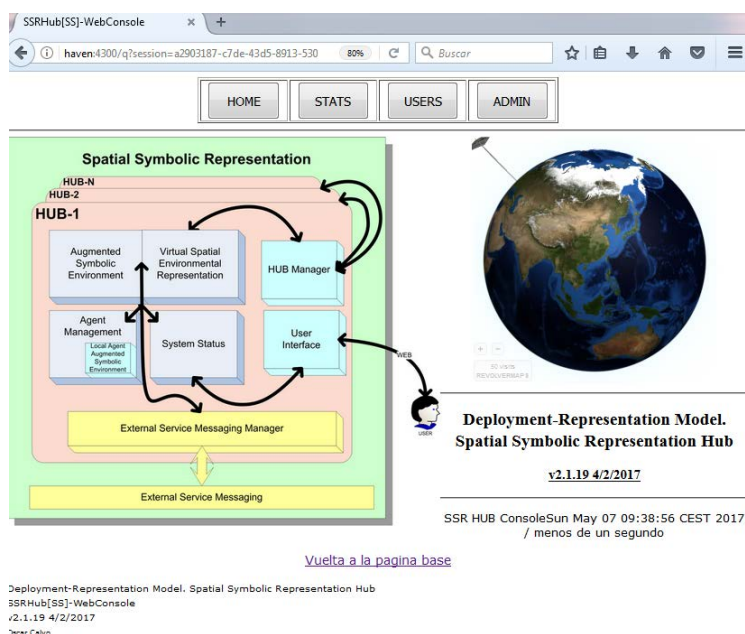 SSRHub[SS]-WebConsole
haven:4300/q?session=a2903187-c7de-43d5-8913-530
80%
Buscar
HOME
STATS
USERS
ADMIN
Spatial Symbolic Representation
HUB-N
HUB-2
HUB-1
Augmented
Symbolic
Environment
Virtual Spatial
Environmental
Representation
HUB Manager
Agent
Management
Local Agent
Augmented
Symbolic
Environment
System Status
User
Interface
WEB
USER
External Service Messaging Manager
External Service Messaging
visits
REVOLVERMAPS
Deployment-Representation Model.
Spatial Symbolic Representation Hub
v2.1.19 4/2/2017
SSR HUB ConsoleSun May 07 09:38:56 CEST 2017
/ menos de un segundo
Vuelta a la pagina base
Deployment-Representation Model. Spatial Symbolic Representation Hub
SSRHub[SS]-WebConsole
v2.1.19 4/2/2017
Oscar Calvo